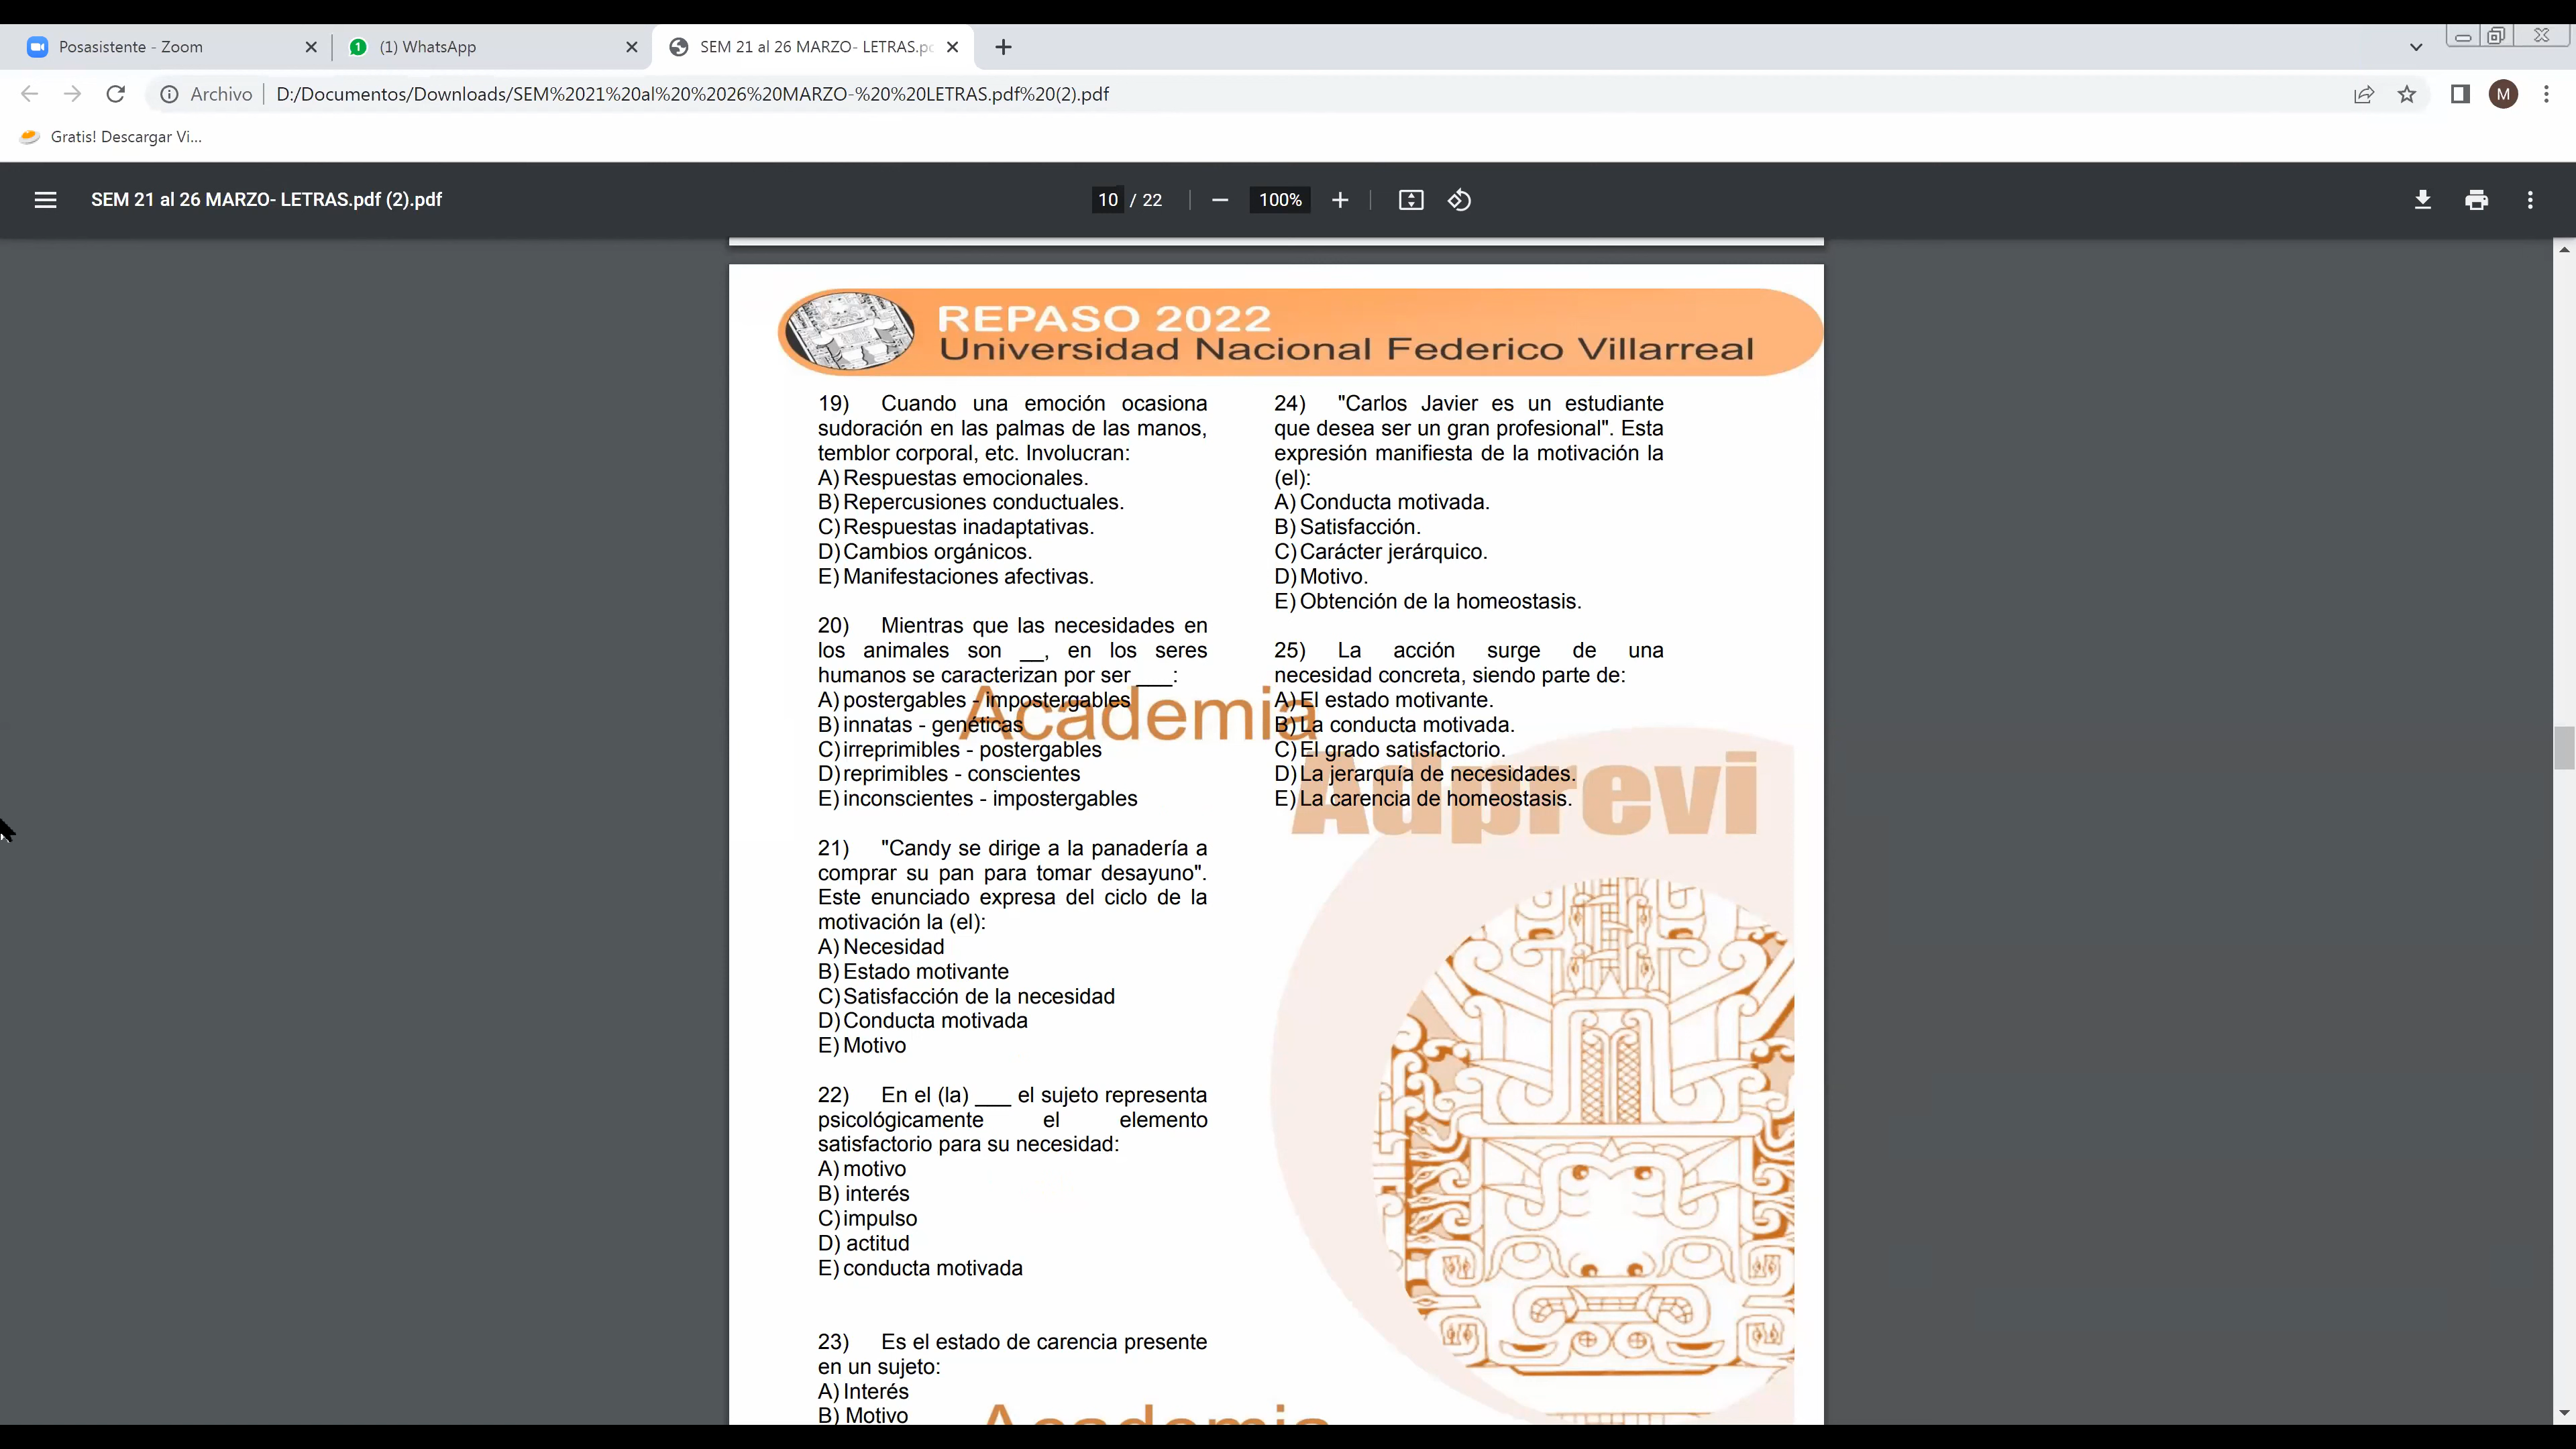 Posasistente - Zoom
(1) WhatsApp
SEM 21 al 26 MARZO- LETRAS.pd
Archivo
D:/Documentos/Downloads/SEM%2021%20al%20%2026%20MARZO-%20%20LETRAS.pdf%20(2).pdf
M
Gratis! Descargar Vi...
SEM 21 al 26 MARZO- LETRAS.pdf (2).pdf
10 / 22
100%
REPASO 2022
Universidad Nacional Federico Villarreal
19) Cuando una emoción ocasiona
sudoración en las palmas de las manos,
temblor corporal, etc. Involucran:
A) Respuestas emocionales.
B) Repercusiones conductuales.
C) Respuestas inadaptativas.
D) Cambios orgánicos.
E) Manifestaciones afectivas.
20) Mientras que las necesidades en
los animales son __, en los seres
humanos se caracterizan por ser ___:
A) postergables - impostergables
B) innatas - genéticas
C) irreprimibles - postergables
D) reprimibles - conscientes
E) inconscientes - impostergables
21) "Candy se dirige a la panadería a
comprar su pan para tomar desayuno".
Este enunciado expresa del ciclo de la
motivación la (el):
A) Necesidad
B) Estado motivante
C) Satisfacción de la necesidad
D) Conducta motivada
E) Motivo
22) En el (la) ___ el sujeto representa
psicológicamente el elemento
satisfactorio para su necesidad:
A) motivo
B) interés
C) impulso
D) actitud
E) conducta motivada
23) Es el estado de carencia presente
en un sujeto:
A) Interés
B) Motivo
24) "Carlos Javier es un estudiante
que desea ser un gran profesional". Esta
expresión manifiesta de la motivación la
(el):
A) Conducta motivada.
B) Satisfacción.
C) Carácter jerárquico.
D) Motivo.
E) Obtención de la homeostasis.
25) La acción surge de una
necesidad concreta, siendo parte de:
A) El estado motivante.
B) La conducta motivada.
C) El grado satisfactorio.
D) La jerarquía de necesidades.
E) La carencia de homeostasis.
Academia
Adprevi
Academia